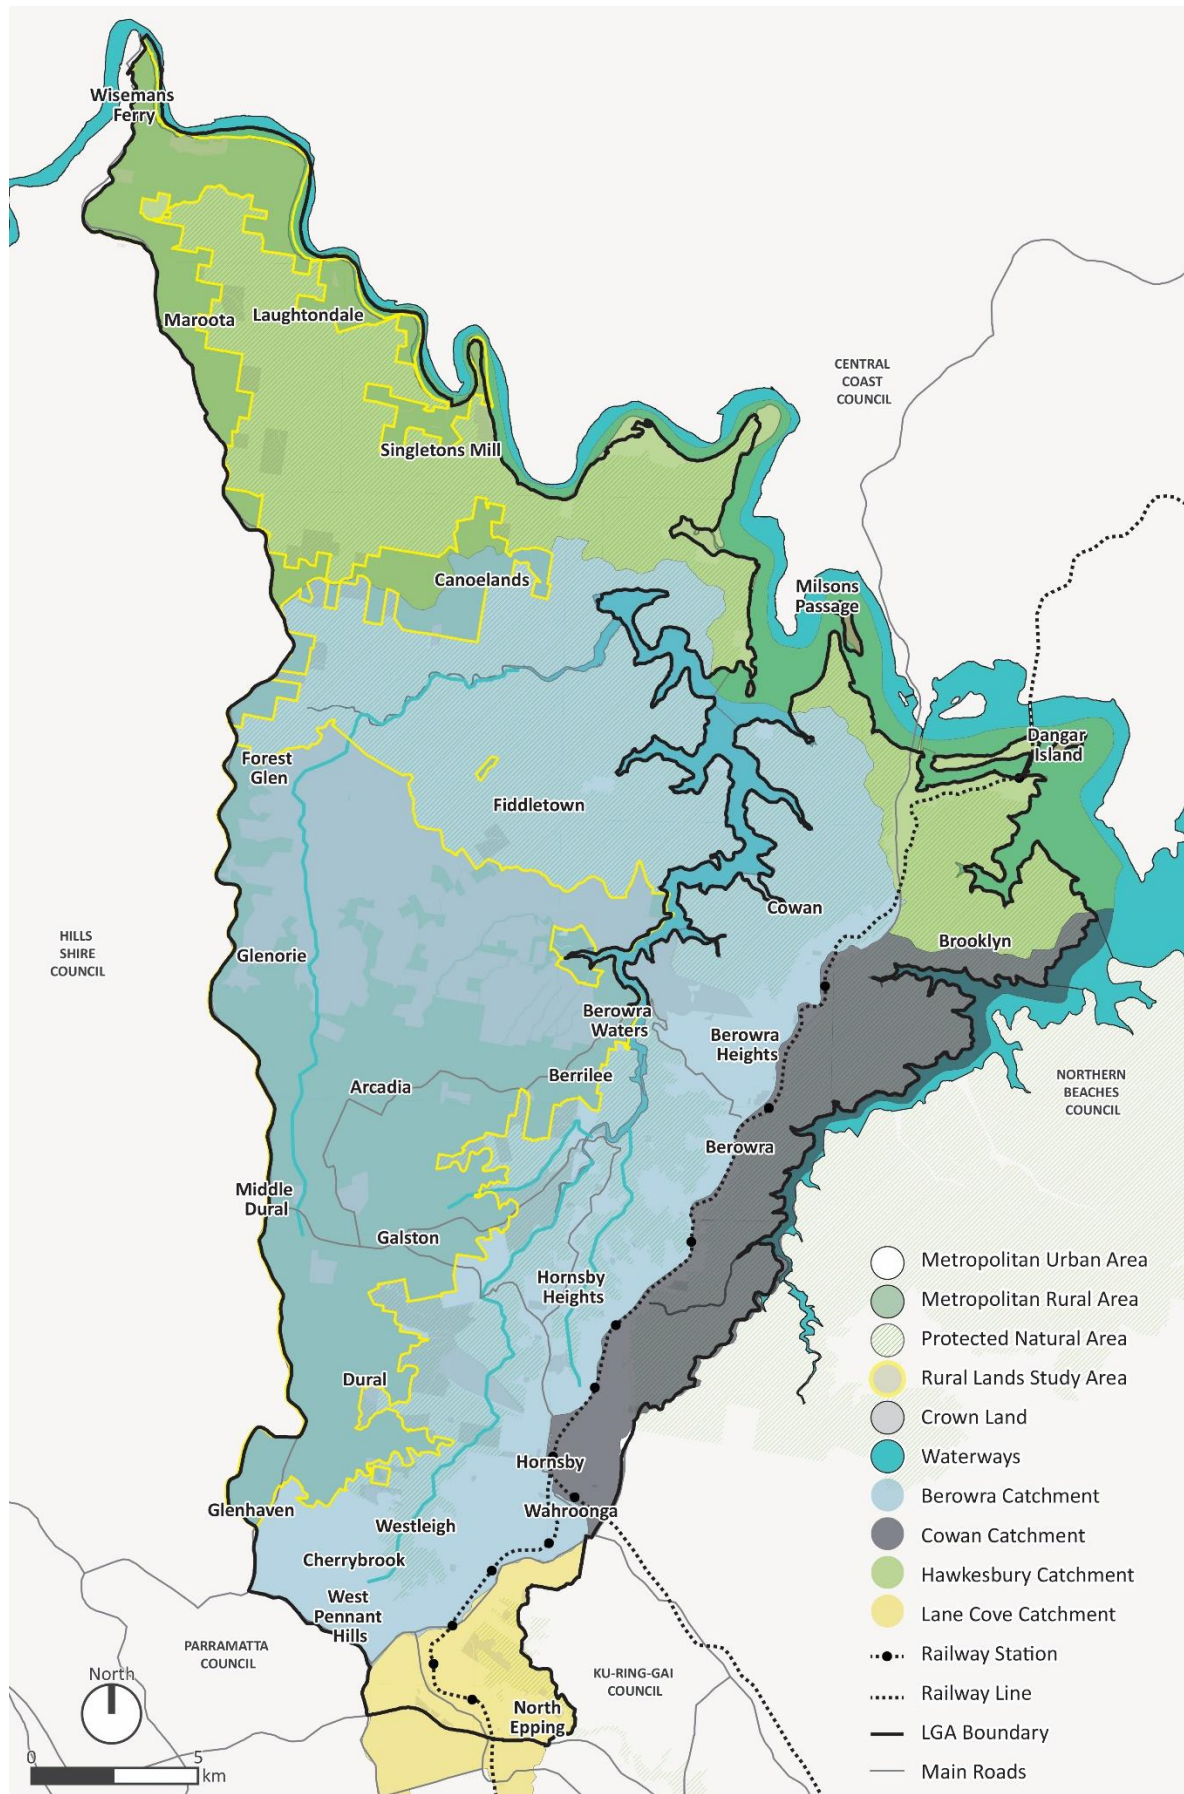 Wisemans
Ferry
Maroota
Laughtondale
CENTRAL
COAST
COUNCIL
Singletons Mill
Canoelands
Milsons
Passage
Dangar
Island
Forest
Glen
Fiddletown
Cowan
Brooklyn
HILLS
SHIRE
COUNCIL
Glenorie
Berowra
Waters
Berowra
Heights
Berrilee
Arcadia
NORTHERN
BEACHES
COUNCIL
Berowra
Middle
Dural
Galston
Hornsby
Heights
Dural
Hornsby
Glenhaven
Wahroonga
Westleigh
Cherrybrook
West
Pennant
Hills
PARRAMATTA
COUNCIL
KU-RING-GAI
COUNCIL
North
Epping
Metropolitan Urban Area
Metropolitan Rural Area
Protected Natural Area
Rural Lands Study Area
Crown Land
Waterways
Berowra Catchment
Cowan Catchment
Hawkesbury Catchment
Lane Cove Catchment
Railway Station
Railway Line
LGA Boundary
Main Roads
North
0 5
km